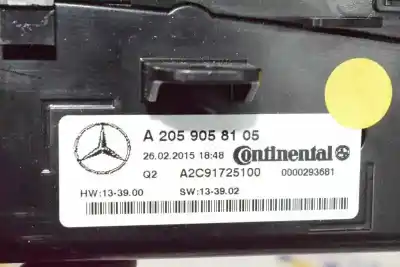 A 205 905 81 05
26.02.2015 18:48 Continental
Q2 A2C91725100 0000293681
HW:13-39.00 SW:13-39.02